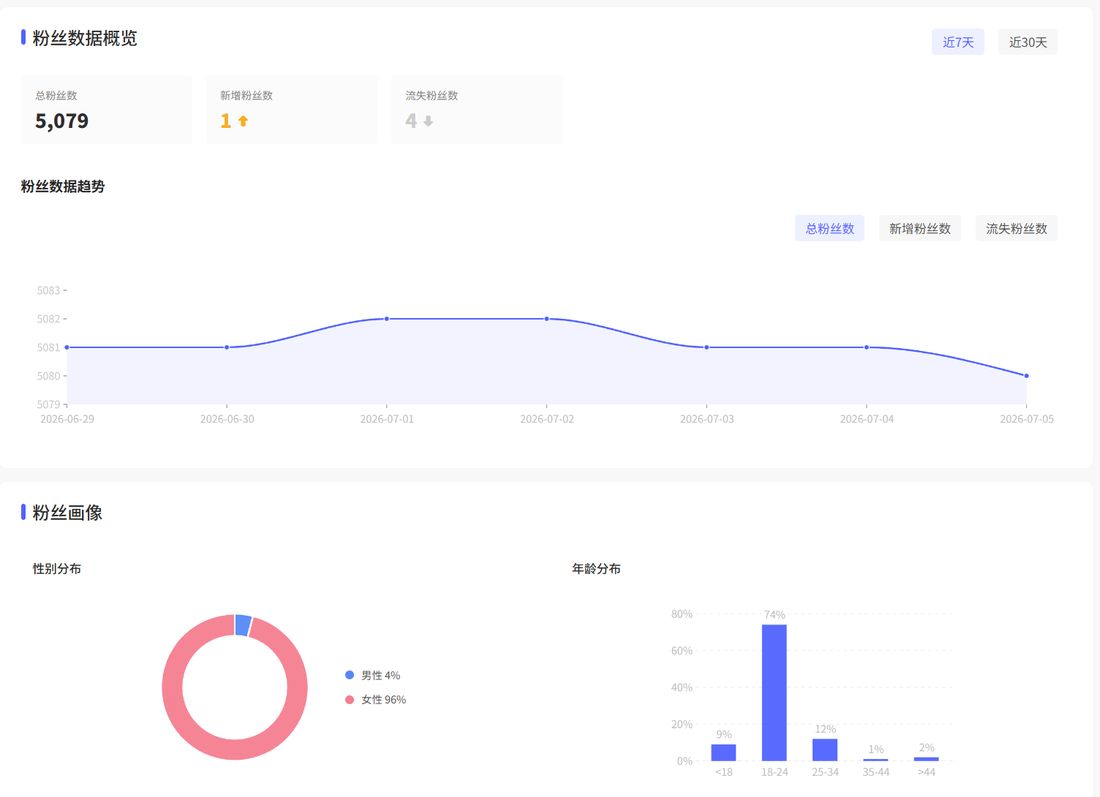 粉丝数据概览
近7天 近30天
总粉丝数 新增粉丝数 流失粉丝数
5,079 1 4
粉丝数据趋势
总粉丝数 新增粉丝数 流失粉丝数
5083
5082
5081
5080
5079
2026-06-29 2026-06-30 2026-07-01 2026-07-02 2026-07-03 2026-07-04 2026-07-05
粉丝画像
性别分布
男性 4%
女性 96%
年龄分布
80%
60%
40%
20%
0%
9% 74% 12% 1% 2%
<18 18-24 25-34 35-44 >44